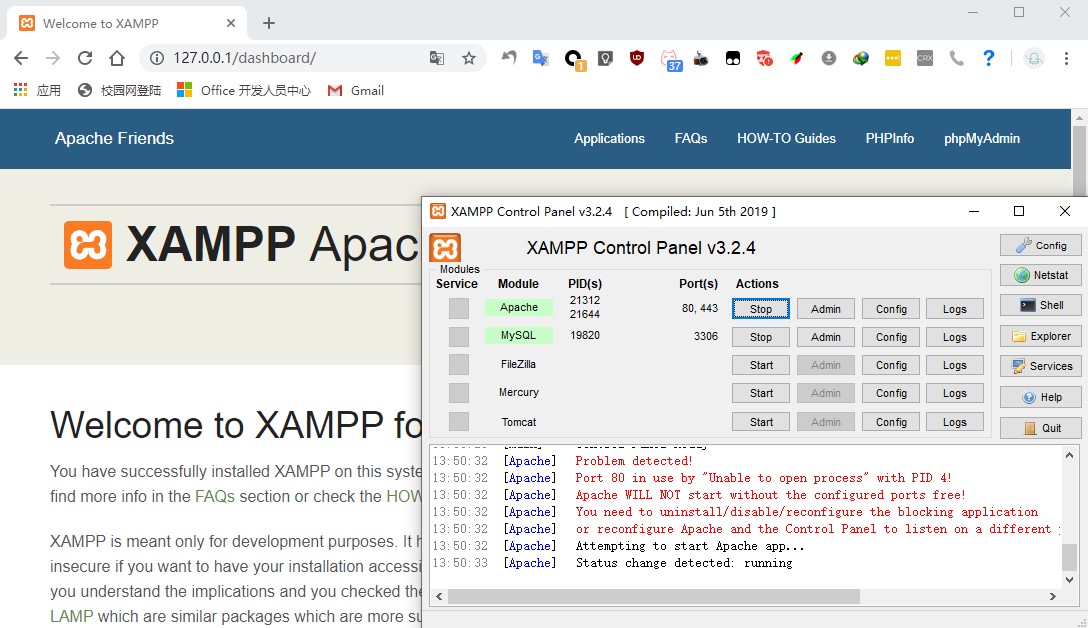 Welcome to XAMPP
127.0.0.1/dashboard/
1
UD
37
CRX
应用
校园网登陆
Office 开发人员中心
Gmail
Apache Friends
Applications
FAQs
HOW-TO Guides
PHPInfo
phpMyAdmin
XAMPP Apac
Welcome to XAMPP fo
You have successfully installed XAMPP on this syste
find more info in the FAQs section or check the HOW
XAMPP is meant only for development purposes. It h
insecure if you want to have your installation accessi
you understand the implications and you checked the
LAMP which are similar packages which are more su
XAMPP Control Panel v3.2.4 [ Compiled: Jun 5th 2019 ]
XAMPP Control Panel v3.2.4
Modules
Service Module PID(s) Port(s) Actions
Apache 21312 21644 80, 443 Stop Admin Config Logs
MySQL 19820 3306 Stop Admin Config Logs
FileZilla Start Admin Config Logs
Mercury Start Admin Config Logs
Tomcat Start Admin Config Logs
Config
Netstat
Shell
Explorer
Services
Help
Quit
13:50:32 [Apache] Problem detected!
13:50:32 [Apache] Port 80 in use by "Unable to open process" with PID 4!
13:50:32 [Apache] Apache WILL NOT start without the configured ports free!
13:50:32 [Apache] You need to uninstall/disable/reconfigure the blocking application
13:50:32 [Apache] or reconfigure Apache and the Control Panel to listen on a different
13:50:32 [Apache] Attempting to start Apache app...
13:50:33 [Apache] Status change detected: running